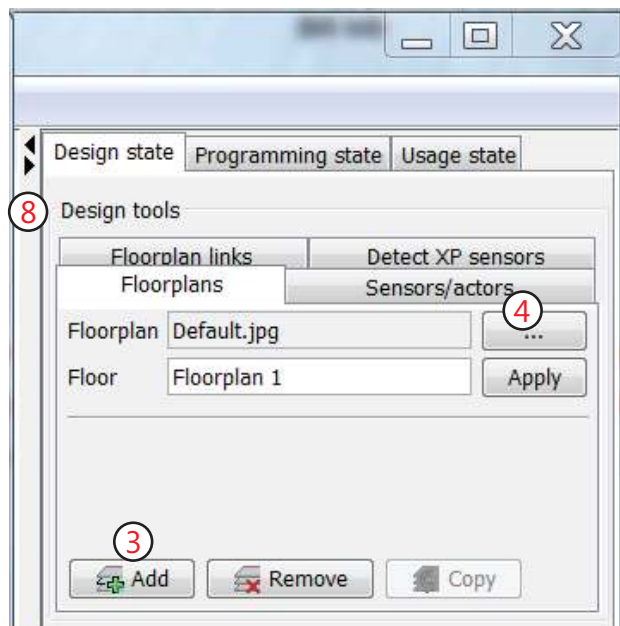 Design state Programming state Usage state
8
Design tools
Floorplan links Detect XP sensors
Floorplans Sensors/actors
4
Floorplan Default.jpg ...
Floor Floorplan 1 Apply
3
Add Remove Copy